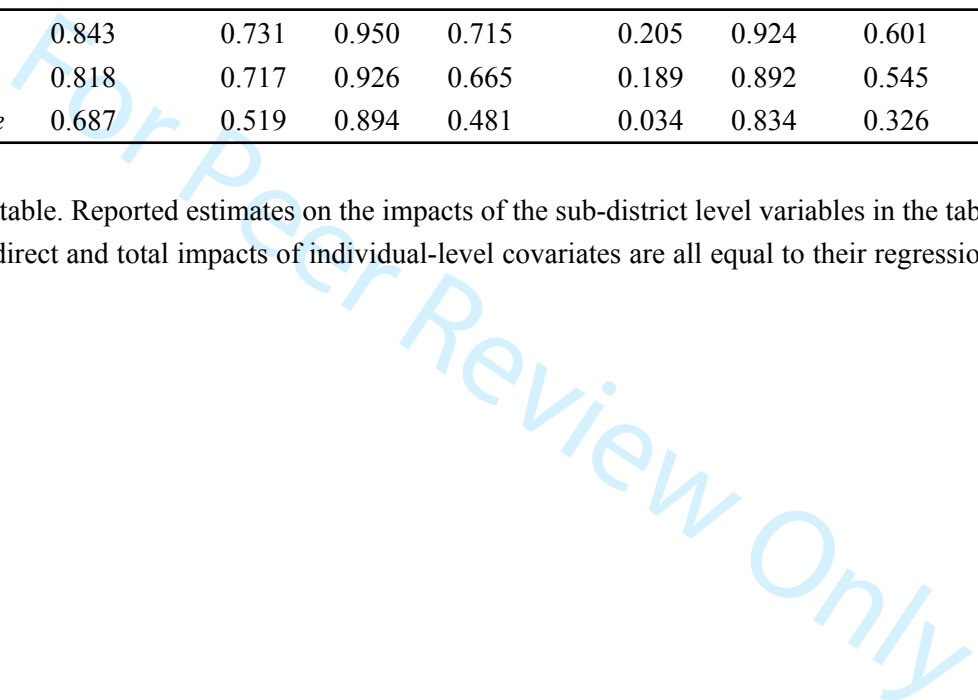 0.843 0.731 0.950 0.715 0.205 0.924 0.601
0.818 0.717 0.926 0.665 0.189 0.892 0.545
e 0.687 0.519 0.894 0.481 0.034 0.834 0.326
table. Reported estimates on the impacts of the sub-district level variables in the tab
direct and total impacts of individual-level covariates are all equal to their regressio
For Peer Review Only